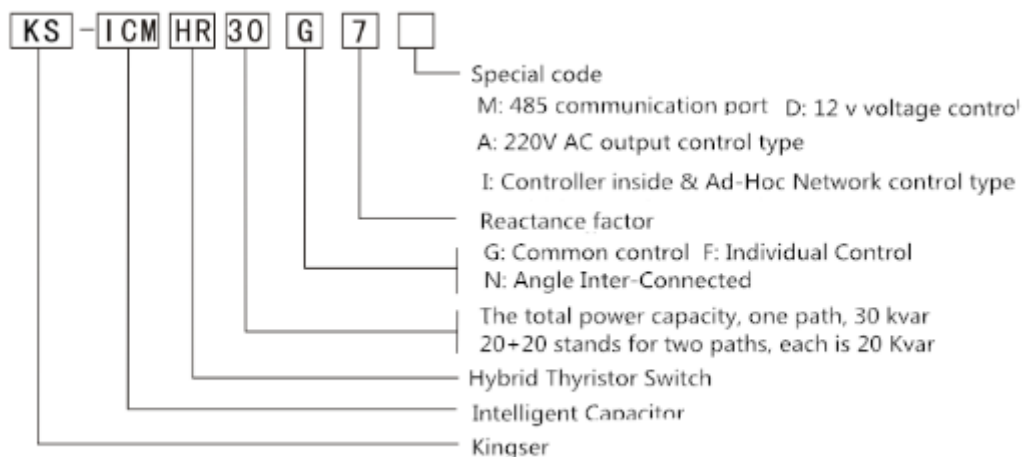 KS - ICM HR 30 G 7
Special code
M: 485 communication port D: 12 v voltage control
A: 220V AC output control type
I: Controller inside & Ad-Hoc Network control type
Reactance factor
G: Common control F: Individual Control
N: Angle Inter-Connected
The total power capacity, one path, 30 kvar
20+20 stands for two paths, each is 20 Kvar
Hybrid Thyristor Switch
Intelligent Capacitor
Kingser